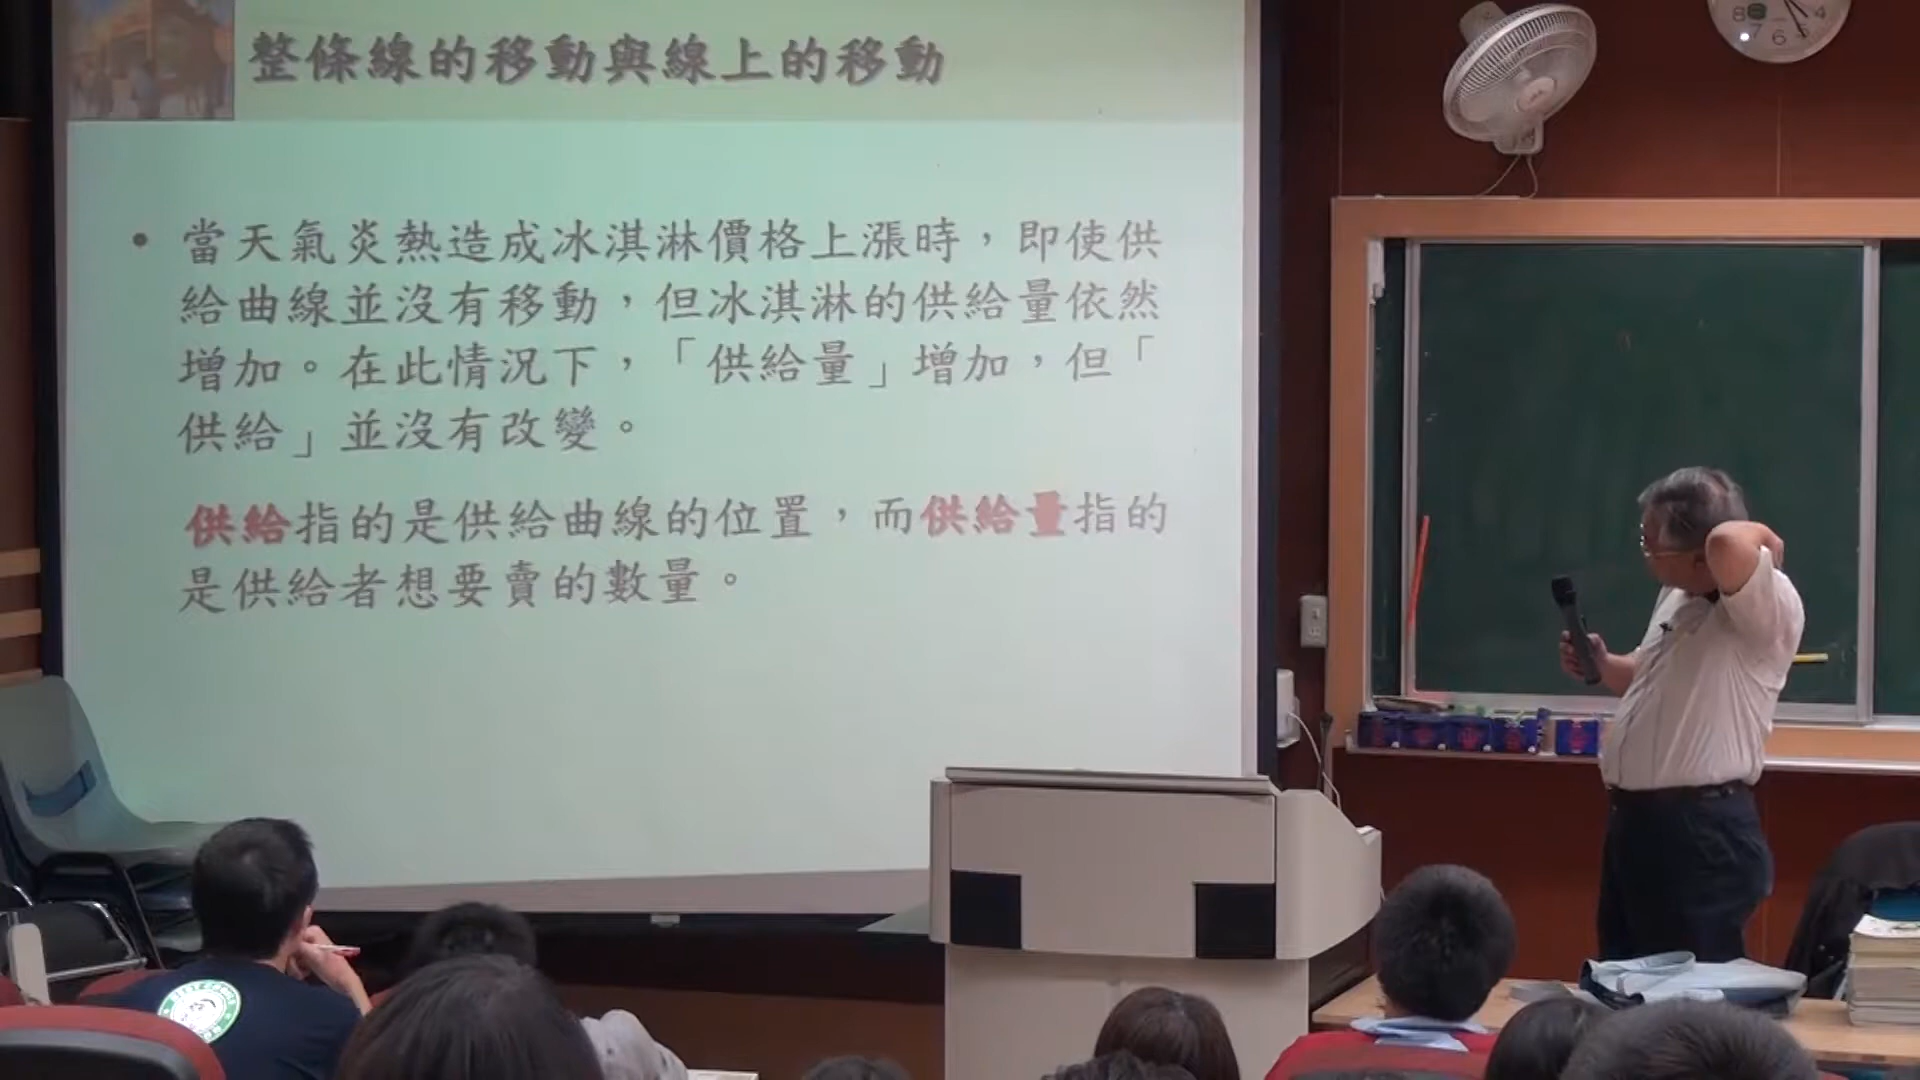 整條線的移動與線上的移動
• 當天氣炎熱造成冰淇淋價格上漲時，即使供
給曲線並沒有移動，但冰淇淋的供給量依然
增加。在此情況下，「供給量」增加，但「
供給」並沒有改變。
供給指的是供給曲線的位置，而供給量指的
是供給者想要賣的數量。
8
7
6
5
4